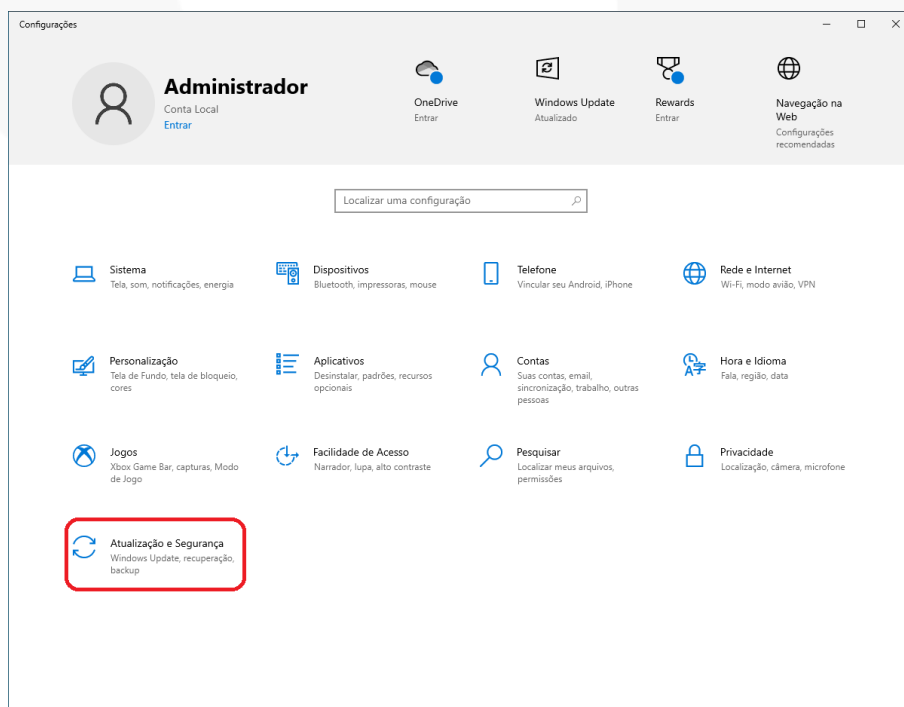 Configurações
Administrador
Conta Local
Entrar
OneDrive
Entrar
Windows Update
Atualizado
Rewards
Entrar
Navegação na
Web
Configurações
recomendadas
Localizar uma configuração
Sistema
Tela, som, notificações, energia
Dispositivos
Bluetooth, impressoras, mouse
Telefone
Vincular seu Android, iPhone
Rede e Internet
Wi-Fi, modo avião, VPN
Personalização
Tela de Fundo, tela de bloqueio,
cores
Aplicativos
Desinstalar, padrões, recursos
opcionais
Contas
Suas contas, email,
sincronização, trabalho, outras
pessoas
Hora e Idioma
Fala, região, data
Jogos
Xbox Game Bar, capturas, Modo
de Jogo
Facilidade de Acesso
Narrador, lupa, alto contraste
Pesquisar
Localizar meus arquivos,
permissões
Privacidade
Localização, câmera, microfone
Atualização e Segurança
Windows Update, recuperação,
backup